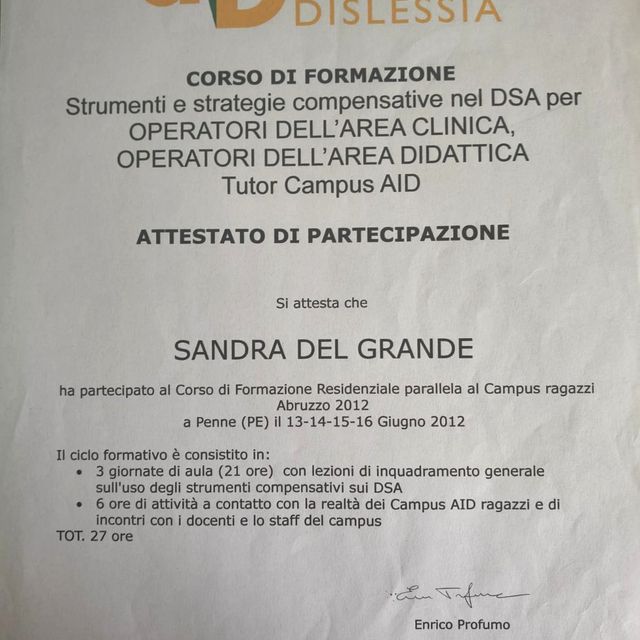 DISLESSIA
CORSO DI FORMAZIONE
Strumenti e strategie compensative nel DSA per
OPERATORI DELL'AREA CLINICA,
OPERATORI DELL'AREA DIDATTICA
Tutor Campus AID
ATTESTATO DI PARTECIPAZIONE
Si attesta che
SANDRA DEL GRANDE
ha partecipato al Corso di Formazione Residenziale parallela al Campus ragazzi
Abruzzo 2012
a Penne (PE) il 13-14-15-16 Giugno 2012
Il ciclo formativo è consistito in:
• 3 giornate di aula (21 ore) con lezioni di inquadramento generale
sull'uso degli strumenti compensativi sui DSA
• 6 ore di attività a contatto con la realtà dei Campus AID ragazzi e di
incontri con i docenti e lo staff del campus
TOT. 27 ore
Enrico Profumo